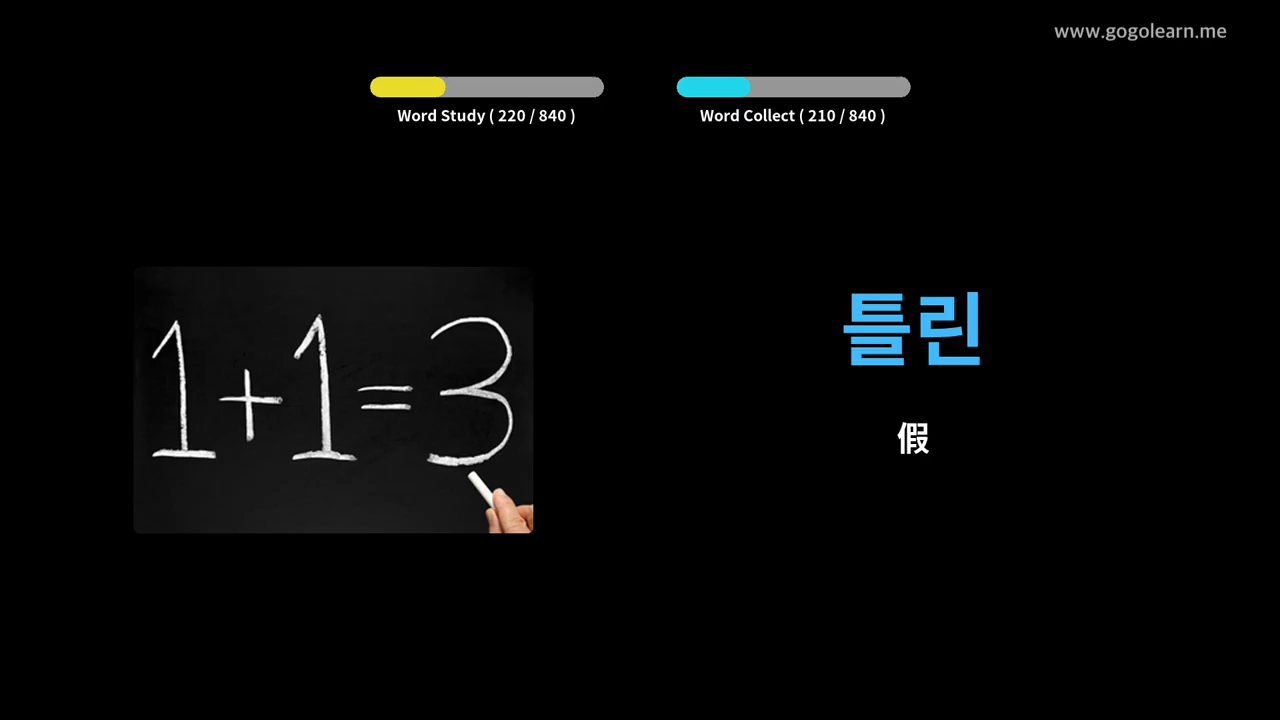 www.gogolearn.me
Word Study ( 220 / 840 )
Word Collect ( 210 / 840 )
1+1=3
틀린
假